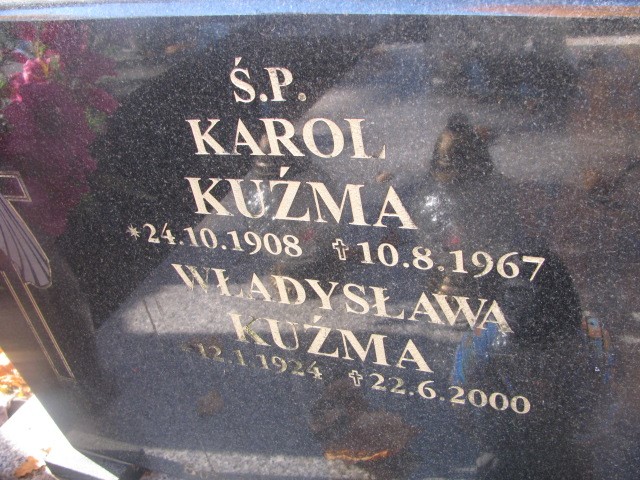 Ś.P.
KAROL
KUŹMA
*24.10.1908 ✝10.8.1967
WŁADYSŁAWA
KUŹMA
*12.1.1924 ✝22.6.2000